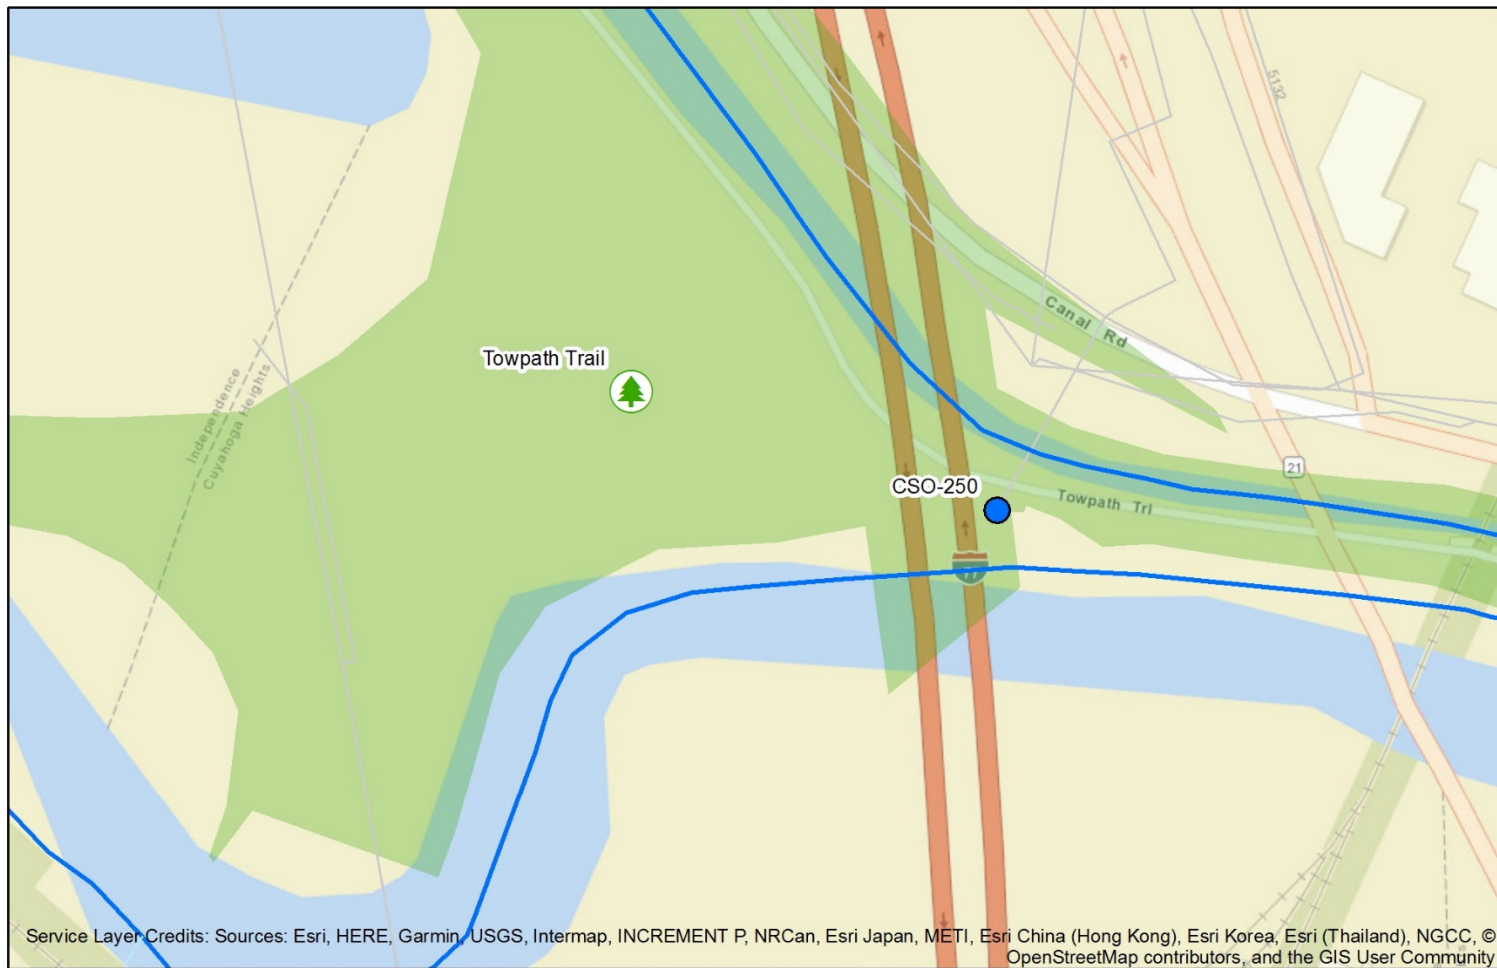 5132
Canal Rd
Towpath Trail
Independence
Cuyahoga Heights
21
CSO-250
Towpath Trl
77
Service Layer Credits: Sources: Esri, HERE, Garmin, USGS, Intermap, INCREMENT P, NRCan, Esri Japan, METI, Esri China (Hong Kong), Esri Korea, Esri (Thailand), NGCC, ©
OpenStreetMap contributors, and the GIS User Community